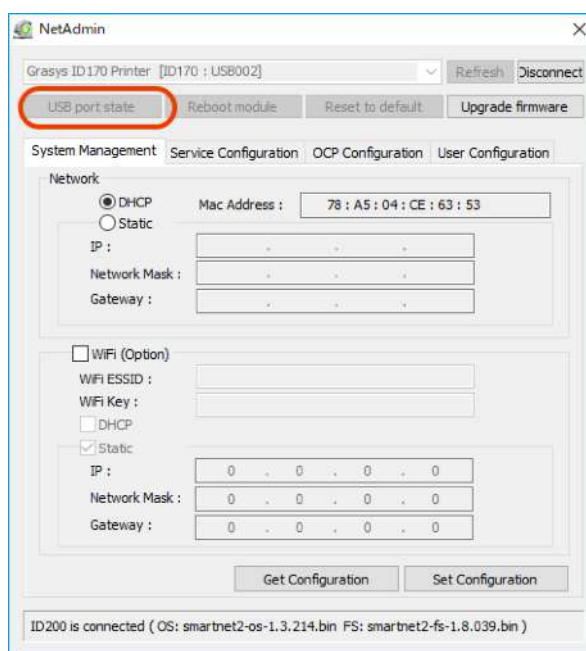 NetAdmin
Grasys ID170 Printer [ID170 : USB002] Refresh Disconnect
USB port state Reboot module Reset to default Upgrade firmware
System Management Service Configuration OCP Configuration User Configuration
Network
DHCP Mac Address : 78 : A5 : 04 : CE : 63 : 53
Static
IP : . . .
Network Mask : . . .
Gateway : . . .
WiFi (Option)
WiFi ESSID :
WiFi Key :
DHCP
Static
IP : 0 . 0 . 0 . 0
Network Mask : 0 . 0 . 0 . 0
Gateway : 0 . 0 . 0 . 0
Get Configuration Set Configuration
ID200 is connected ( OS: smartnet2-os-1.3.214.bin FS: smartnet2-fs-1.8.039.bin )